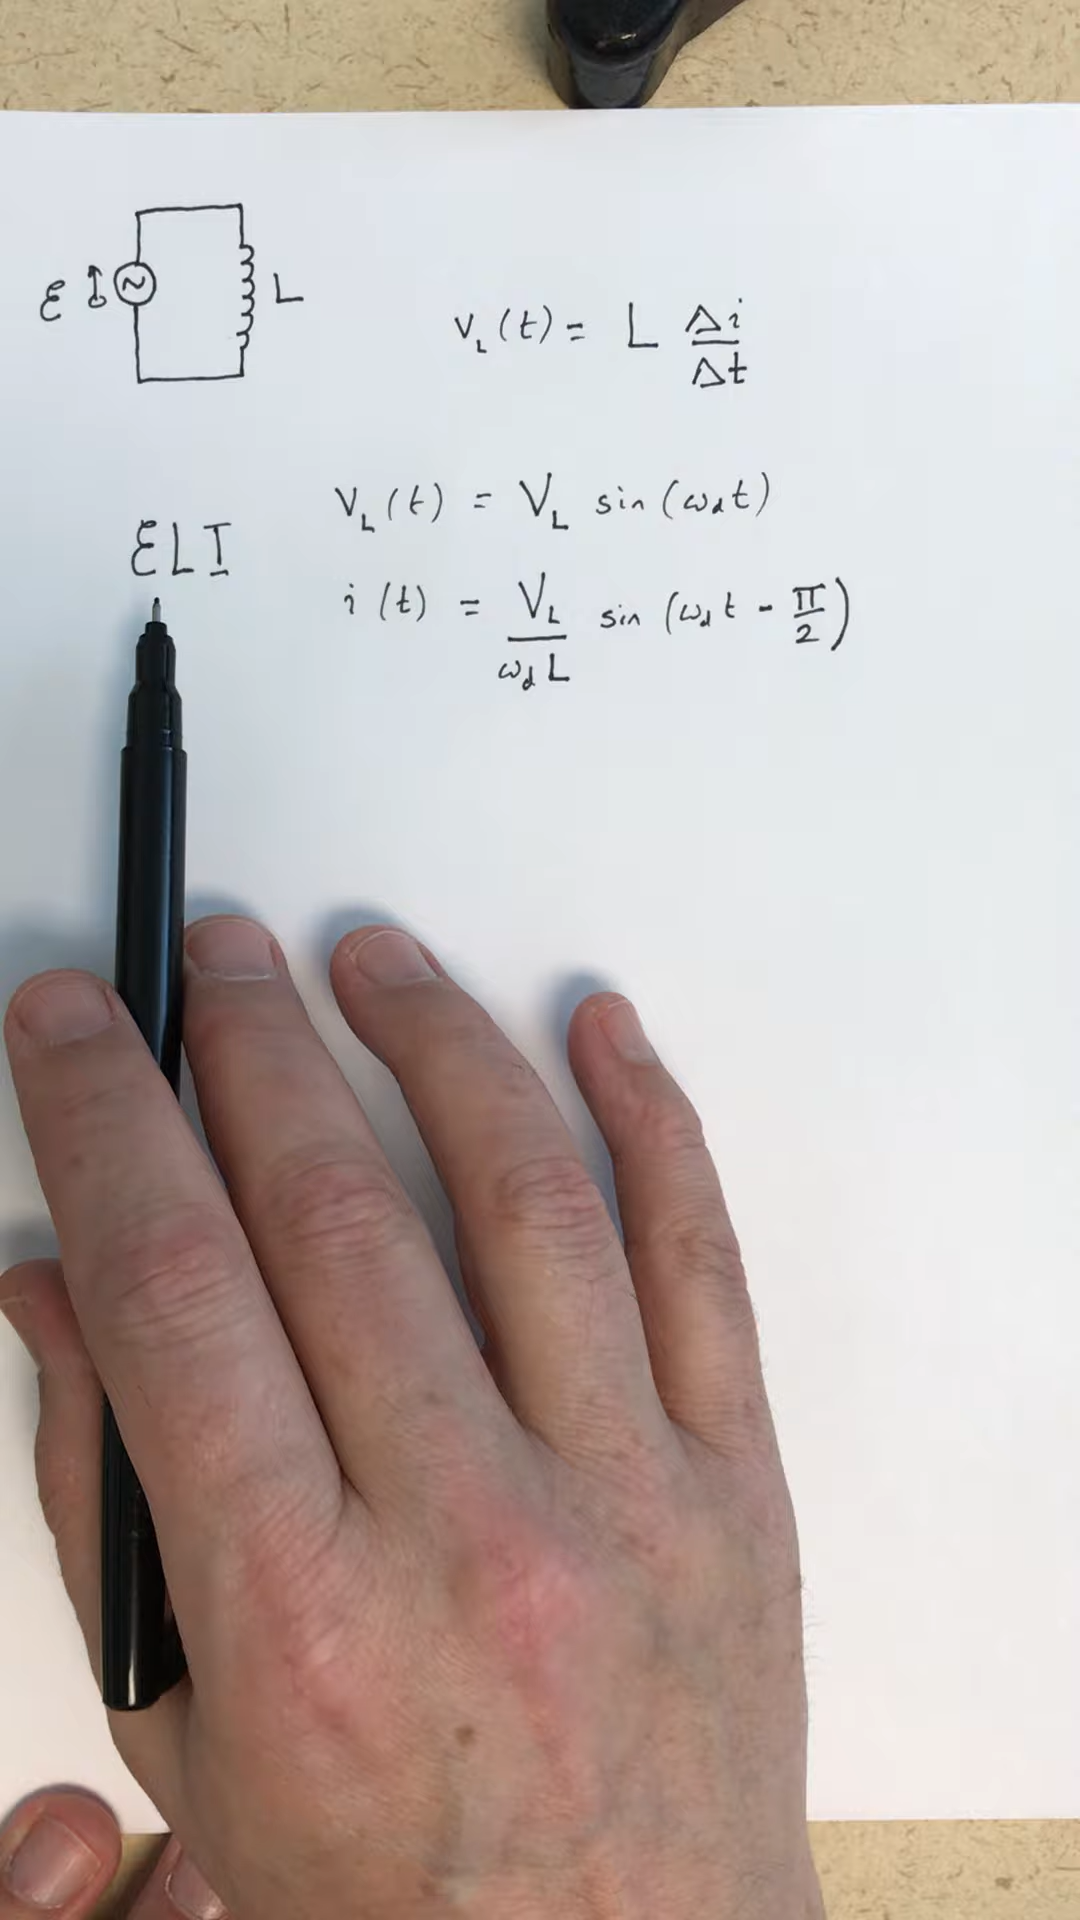 ε L
v_L(t) = L Δi/Δt
V_L(t) = V_L sin(ω_d t)
ℰLI
i(t) = V_L/(ω_d L) sin(ω_d t - π/2)